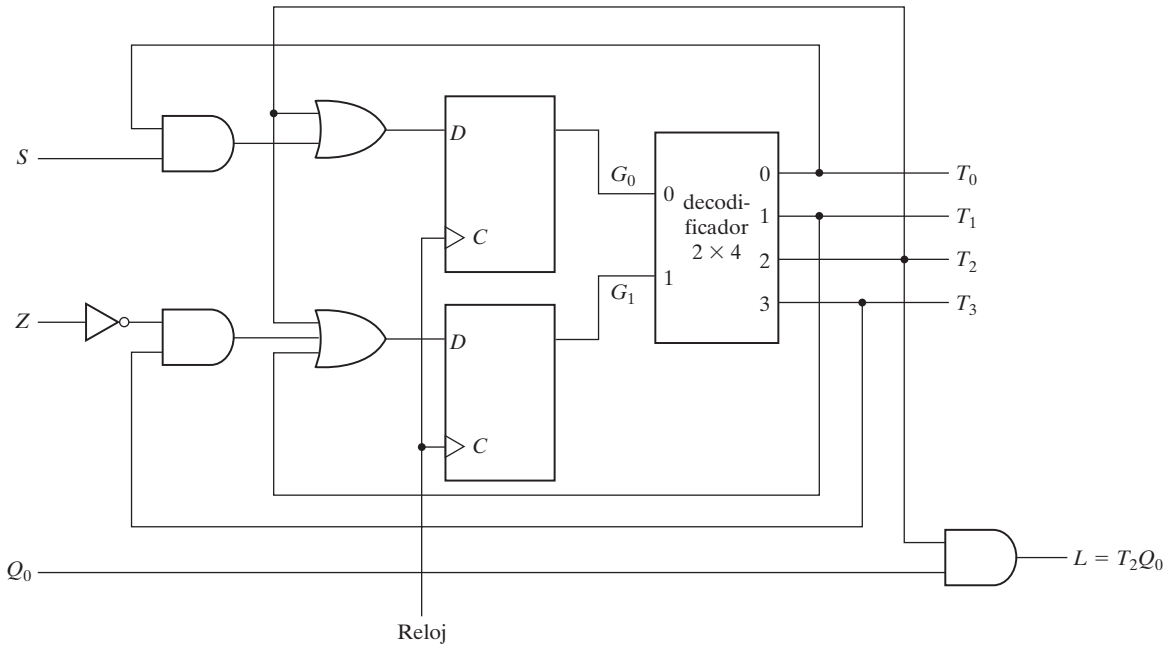 S
D
C
G₀
0
decodi-
ficador
2 × 4
0
1
2
3
T₀
T₁
T₂
T₃
Z
D
C
G₁
1
Q₀
Reloj
L = T₂Q₀